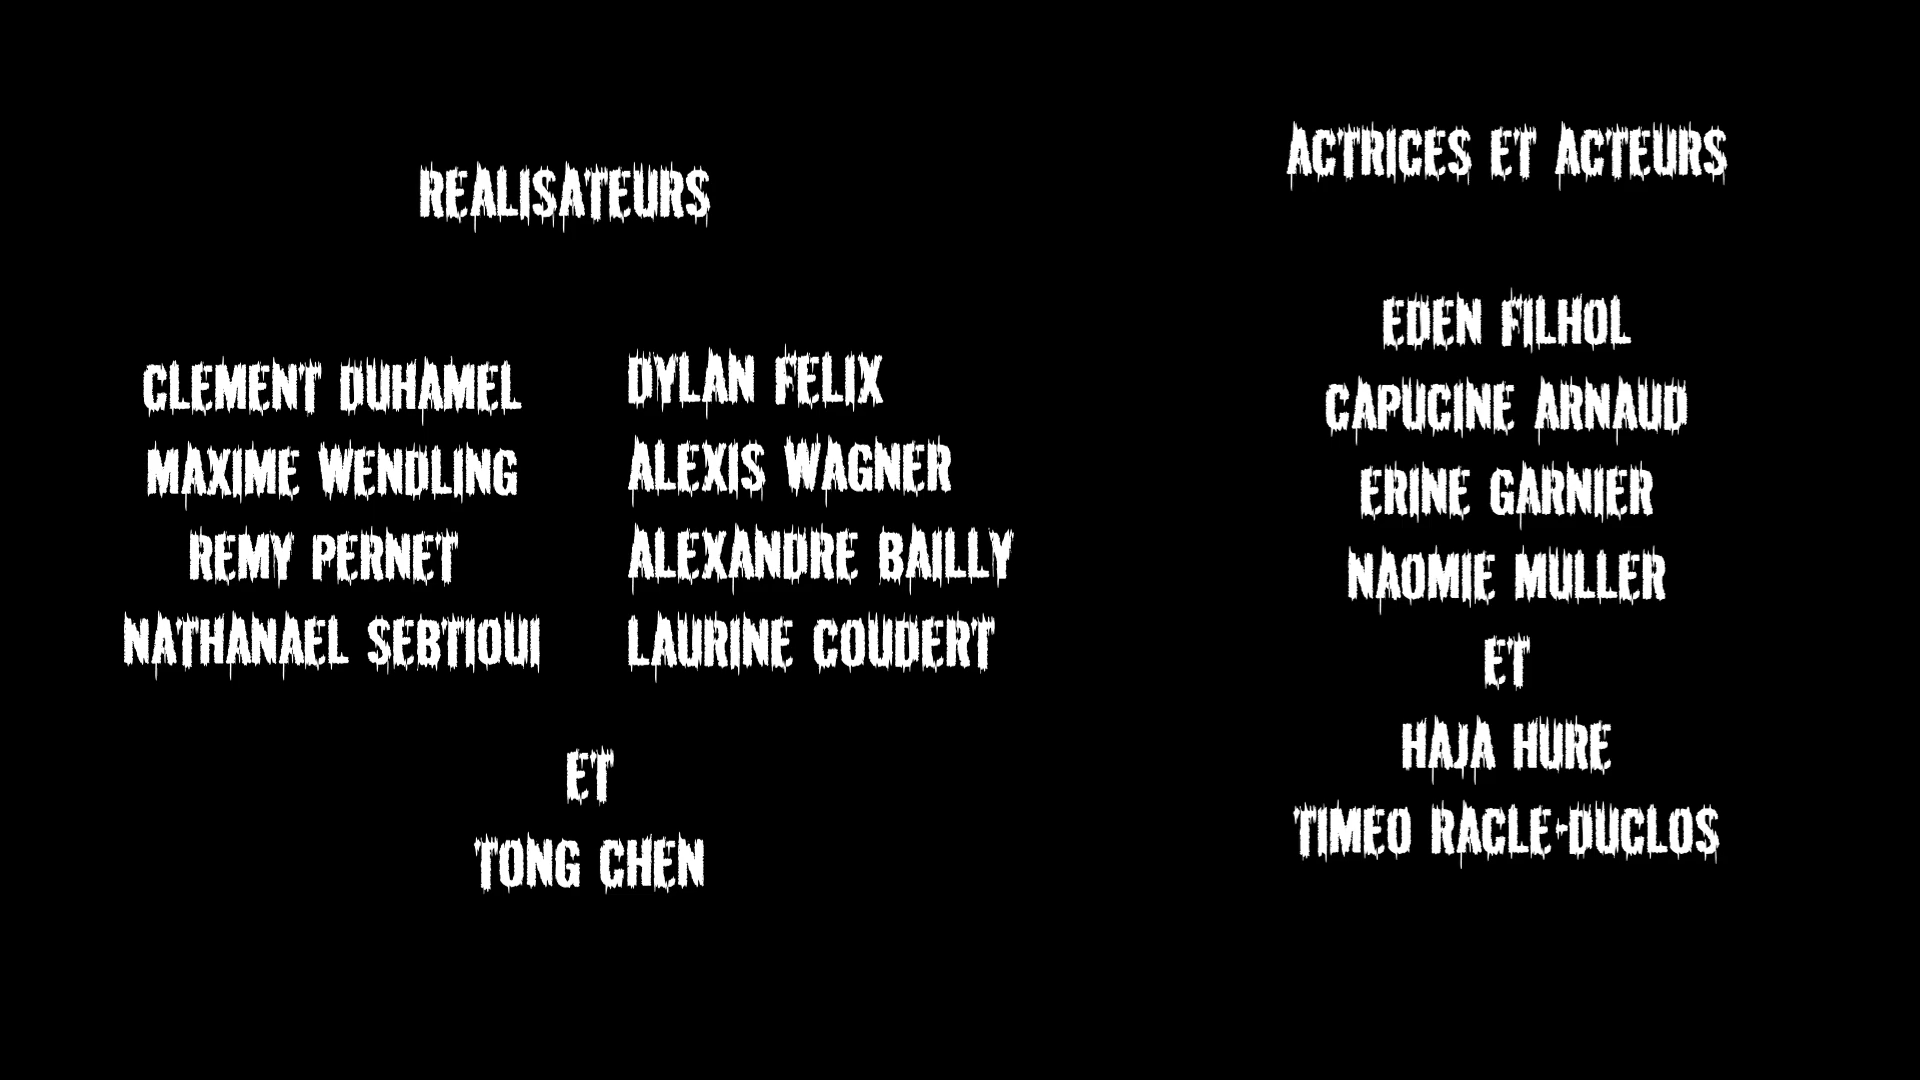 REALISATEURS
CLEMENT DUHAMEL
MAXIME WENDLING
REMY PERNET
NATHANAEL SEBTIOUI
DYLAN FELIX
ALEXIS WAGNER
ALEXANDRE BAILLY
LAURINE COUDERT
ET
TONG CHEN
ACTRICES ET ACTEURS
EDEN FILHOL
CAPUCINE ARNAUD
ERINE GARNIER
NAOMIE MULLER
ET
HAJA HURE
TIMEO RACLE-DUCLOS